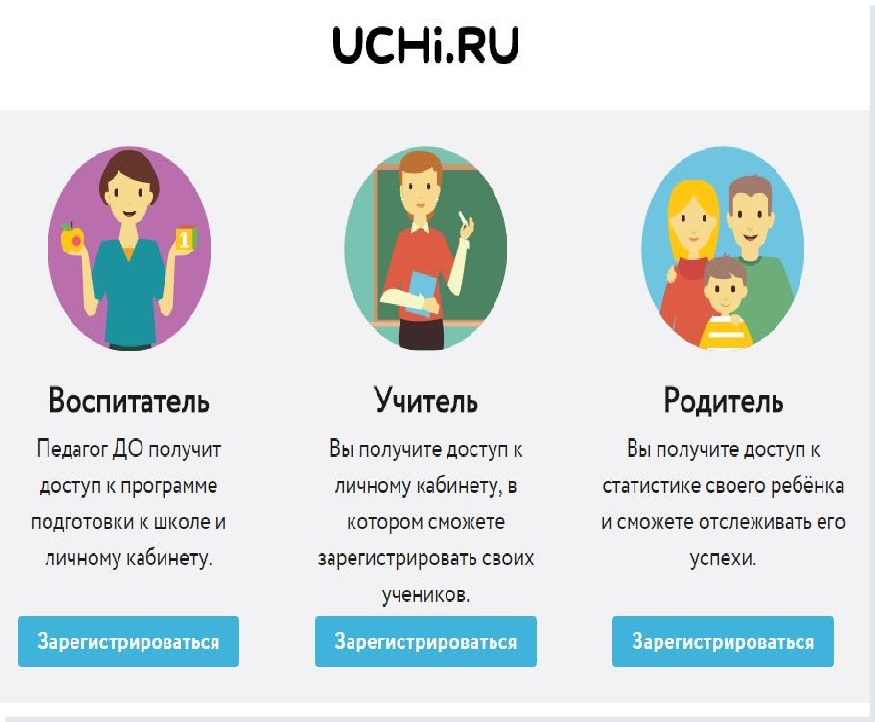 UCHi.RU
1
Воспитатель
Педагог ДО получит
доступ к программе
подготовки к школе и
личному кабинету.
Зарегистрироваться
Учитель
Вы получите доступ к
личному кабинету, в
котором сможете
зарегистрировать своих
учеников.
Зарегистрироваться
Родитель
Вы получите доступ к
статистике своего ребёнка
и сможете отслеживать его
успехи.
Зарегистрироваться